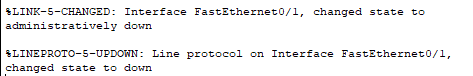 %LINK-5-CHANGED: Interface FastEthernet0/1, changed state to
administratively down
%LINEPROTO-5-UPDOWN: Line protocol on Interface FastEthernet0/1,
changed state to down